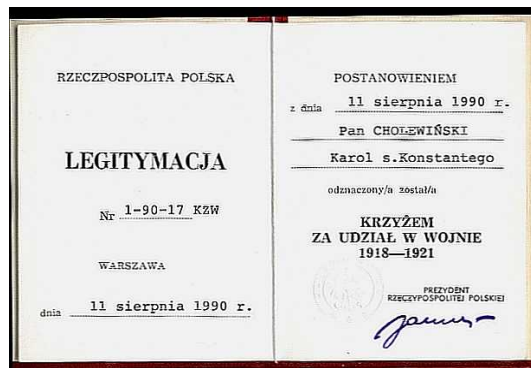 RZECZPOSPOLITA POLSKA
LEGITYMACJA
Nr 1-90-17 KZW
WARSZAWA
dnia 11 sierpnia 1990 r.
POSTANOWIENIEM
z dnia 11 sierpnia 1990 r.
Pan CHOLEWIŃSKI
Karol s.Konstantego
odznaczony/a został/a
KRZYŻEM
ZA UDZIAŁ W WOJNIE
1918—1921
PREZYDENT
RZECZYPOSPOLITEJ POLSKIEJ